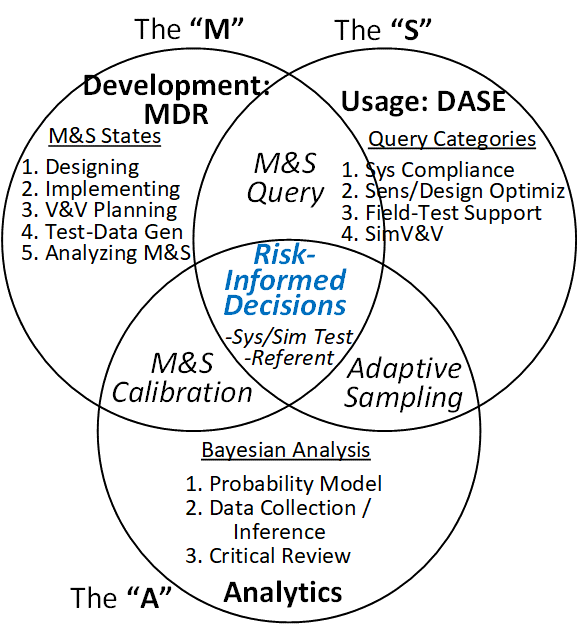 The “M”
The “S”
Development:
MDR
M&S States
1. Designing
2. Implementing
3. V&V Planning
4. Test-Data Gen
5. Analyzing M&S
Usage: DASE
Query Categories
1. Sys Compliance
2. Sens/Design Optimiz
3. Field-Test Support
4. SimV&V
M&S
Query
Risk-
Informed
Decisions
-Sys/Sim Test
-Referent
M&S
Calibration
Adaptive
Sampling
Bayesian Analysis
1. Probability Model
2. Data Collection /
Inference
3. Critical Review
Analytics
The “A”